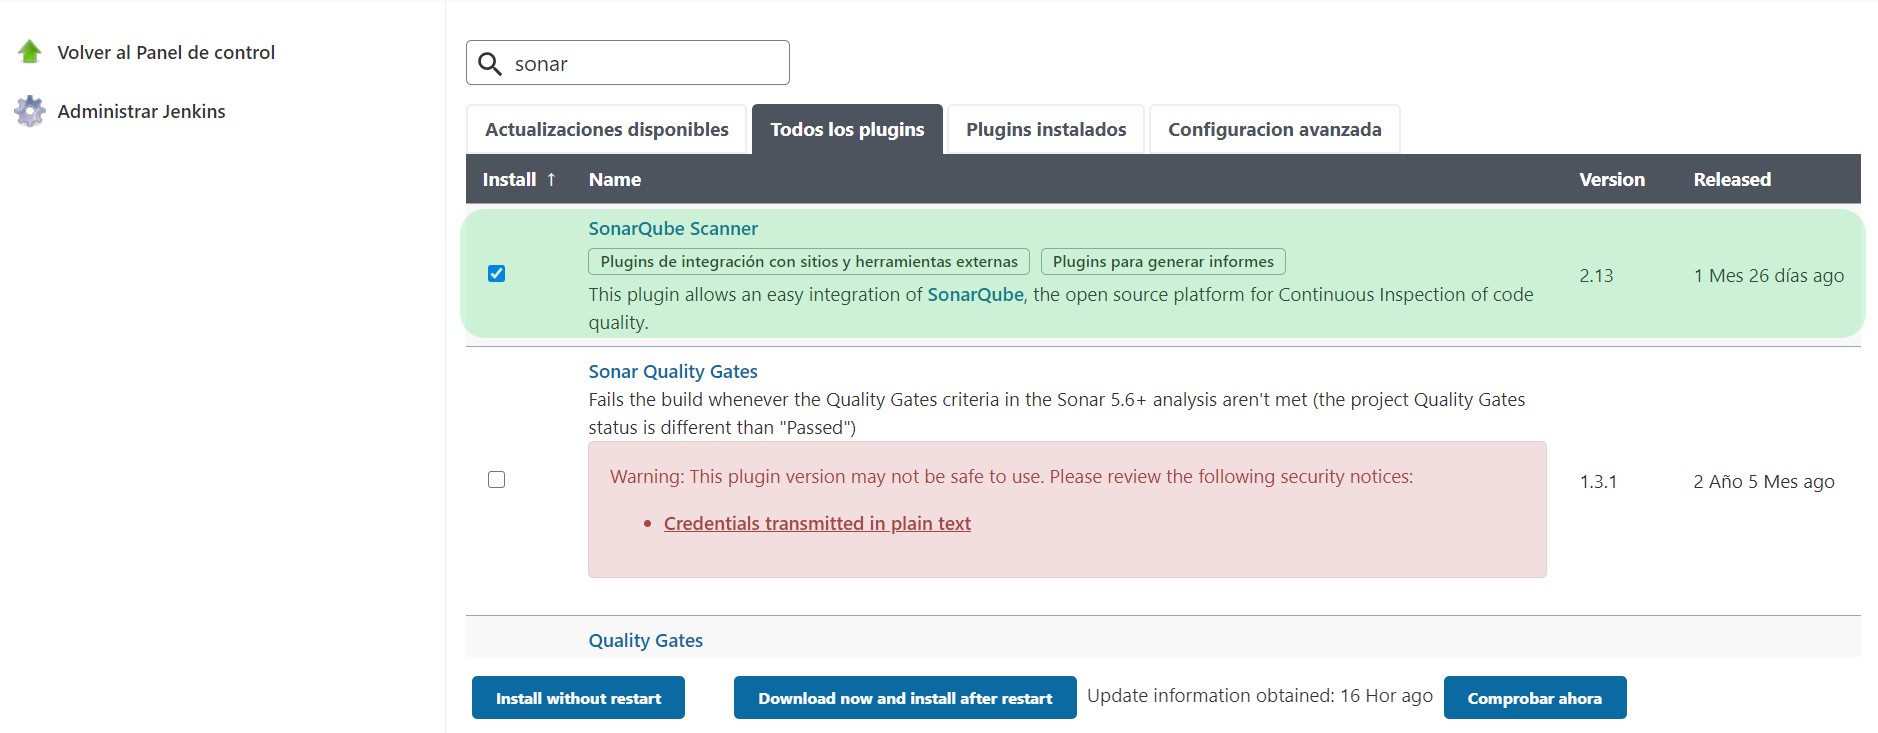 Volver al Panel de control
Administrar Jenkins
sonar
Actualizaciones disponibles Todos los plugins Plugins instalados Configuracion avanzada
Install ↑ Name Version Released
SonarQube Scanner
Plugins de integración con sitios y herramientas externas Plugins para generar informes
This plugin allows an easy integration of SonarQube, the open source platform for Continuous Inspection of code
quality.
2.13 1 Mes 26 días ago
Sonar Quality Gates
Fails the build whenever the Quality Gates criteria in the Sonar 5.6+ analysis aren't met (the project Quality Gates
status is different than "Passed")
Warning: This plugin version may not be safe to use. Please review the following security notices:
• Credentials transmitted in plain text
1.3.1 2 Año 5 Mes ago
Quality Gates
Install without restart Download now and install after restart Update information obtained: 16 Hor ago Comprobar ahora